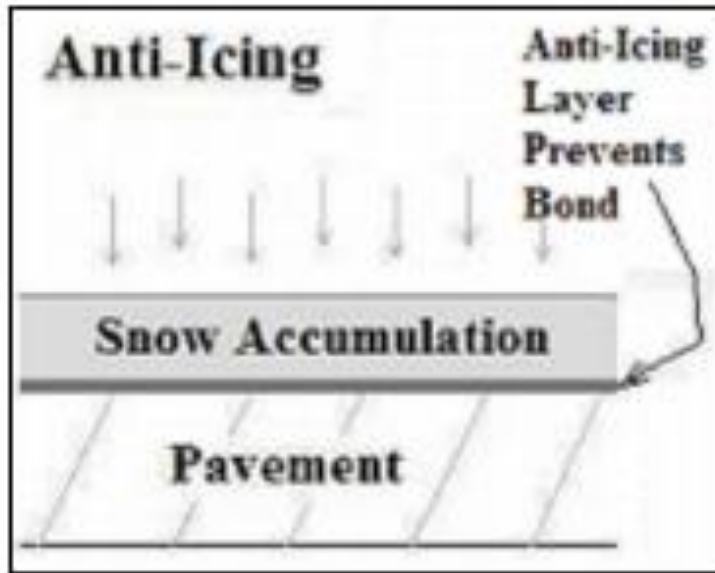 Anti-Icing
Anti-Icing
Layer
Prevents
Bond
Snow Accumulation
Pavement